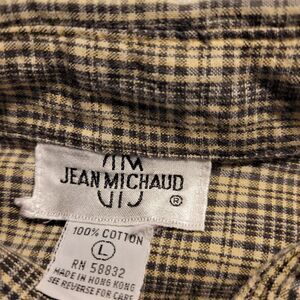 JEAN MICHAUD
®
100% COTTON
L
RN 58832
MADE IN HONG KONG
SEE REVERSE FOR CARE